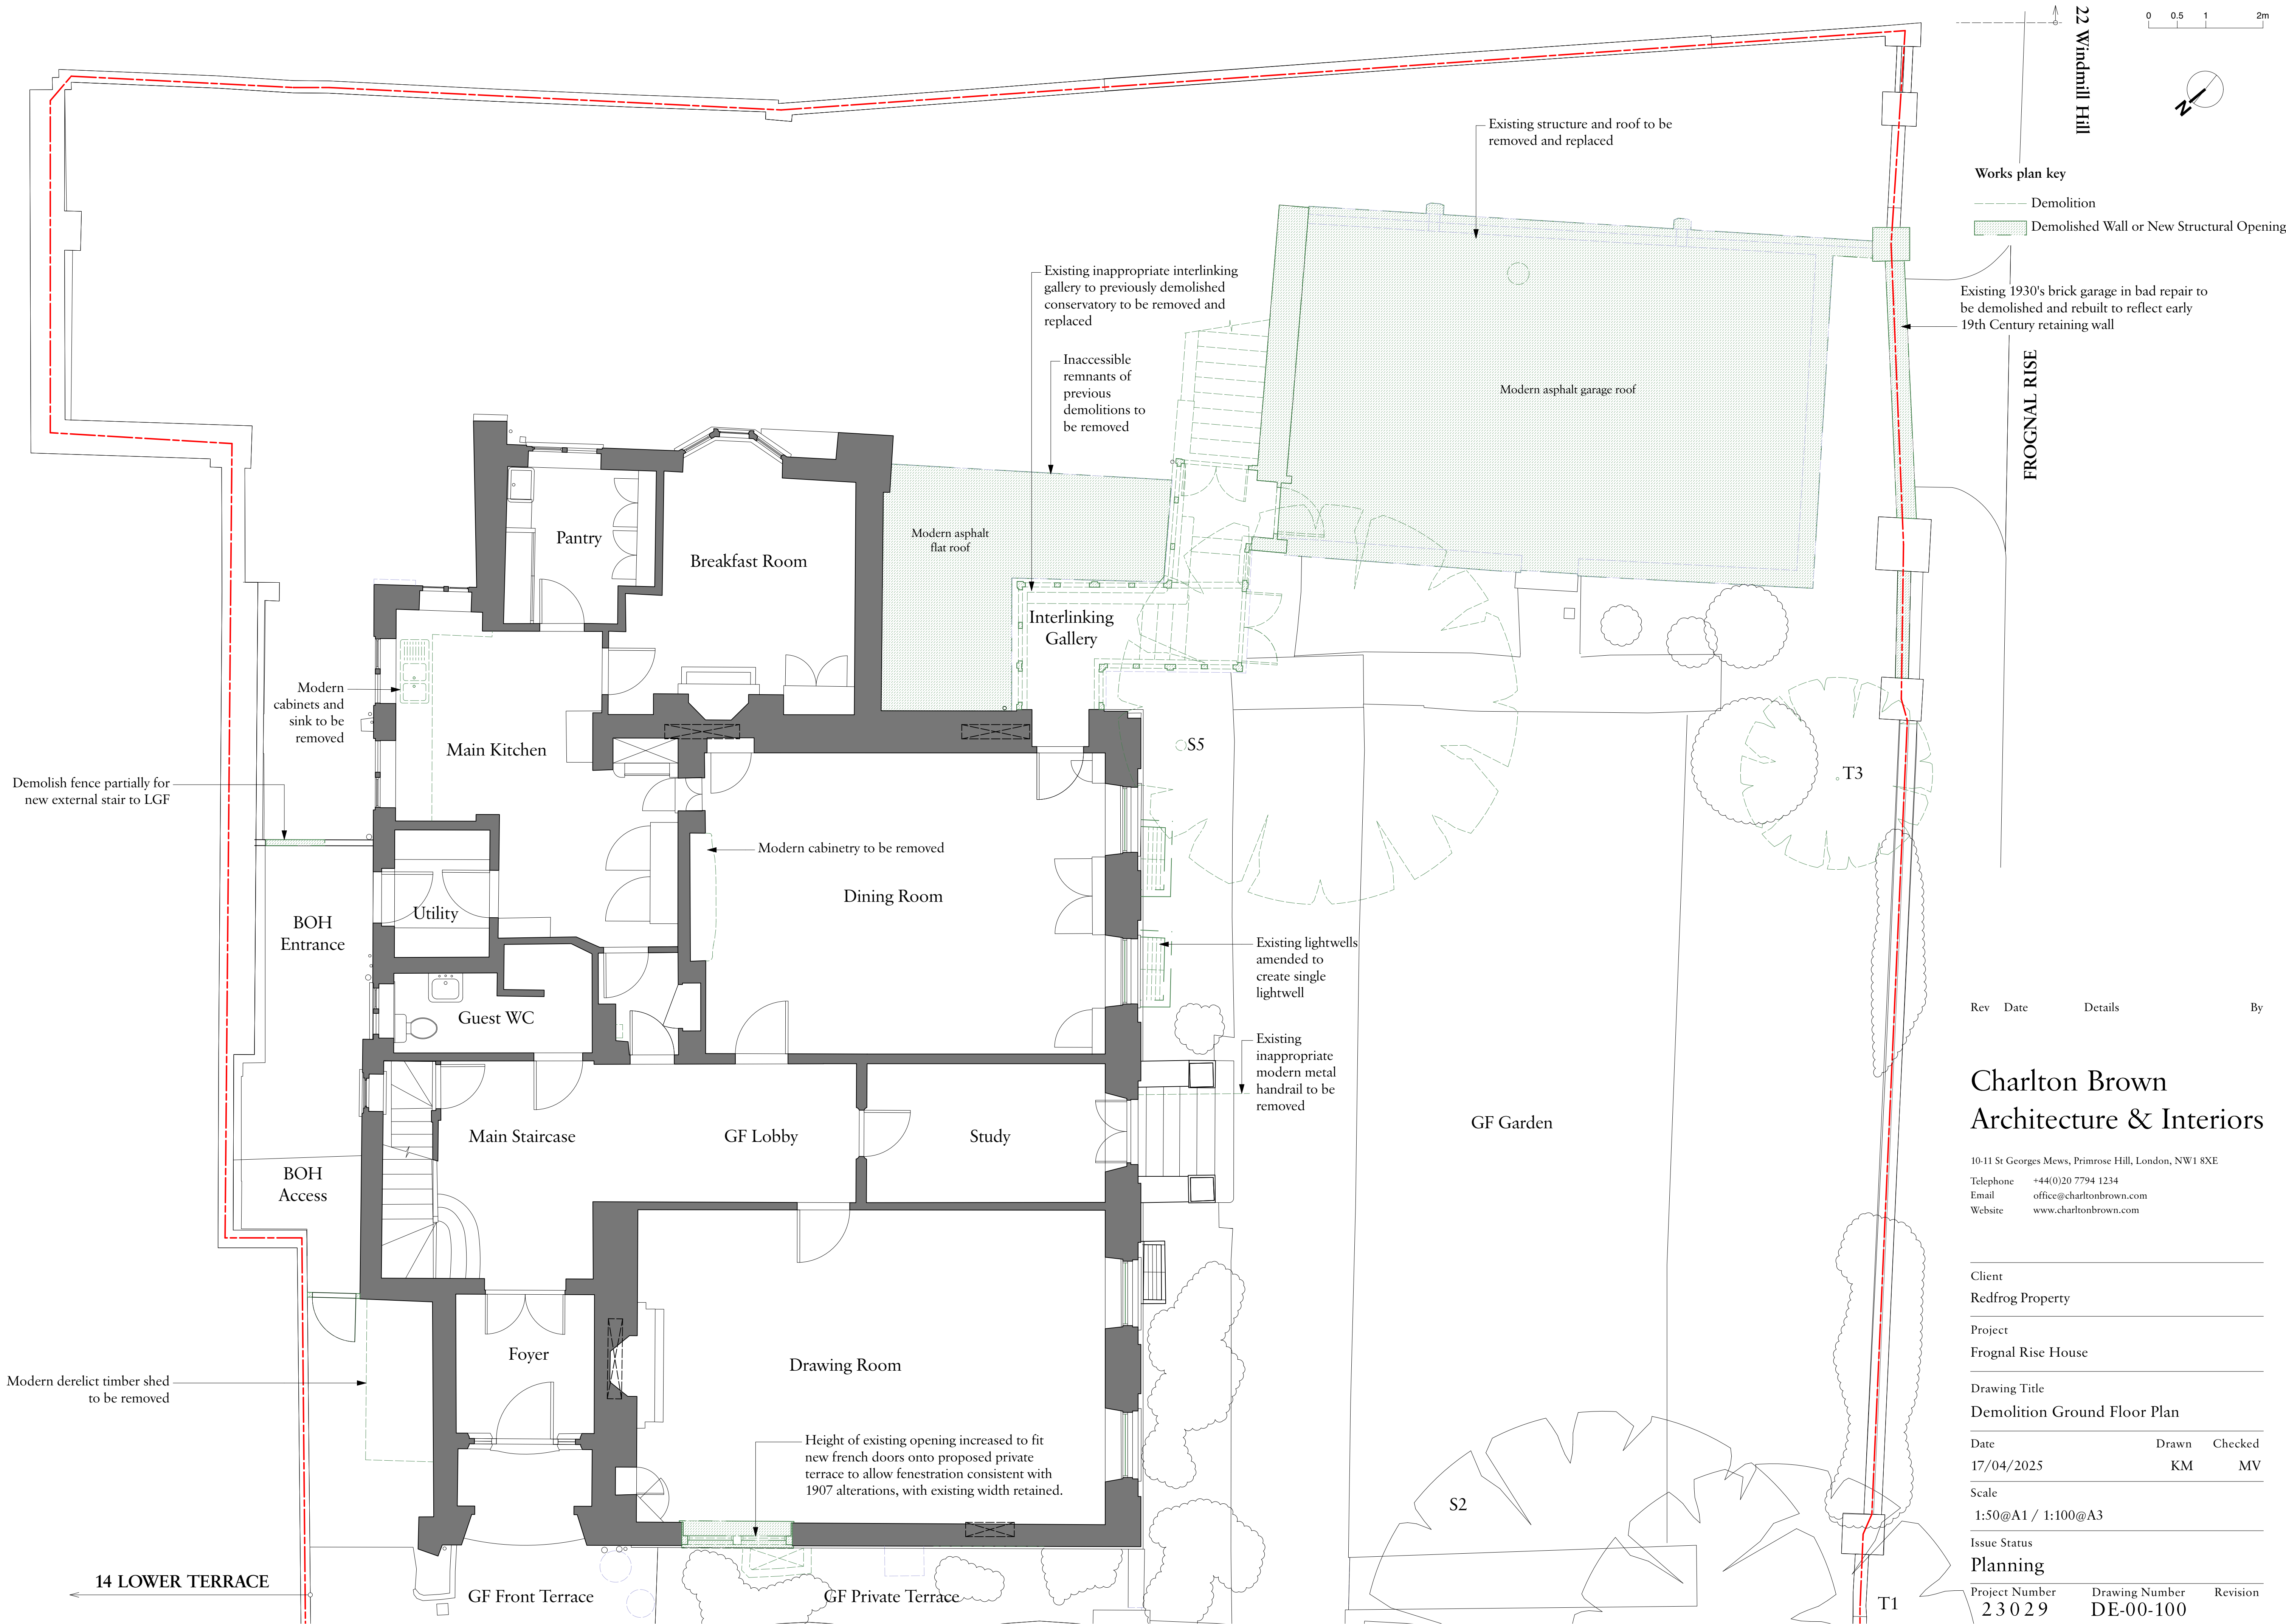 0 0.5 1 2m
22 Windmill Hill
N
Existing structure and roof to be
removed and replaced
Works plan key
Demolition
Demolished Wall or New Structural Opening
Existing inappropriate interlinking
gallery to previously demolished
conservatory to be removed and
replaced
Existing 1930's brick garage in bad repair to
be demolished and rebuilt to reflect early
19th Century retaining wall
FROGNAL RISE
Inaccessible
remnants of
previous
demolitions to
be removed
Modern asphalt garage roof
Modern asphalt
flat roof
Pantry
Breakfast Room
Interlinking
Gallery
Modern
cabinets and
sink to be
removed
Main Kitchen
S5
T3
Demolish fence partially for
new external stair to LGF
Modern cabinetry to be removed
Dining Room
BOH
Entrance
Utility
Existing lightwells
amended to
create single
lightwell
Guest WC
Existing
inappropriate
modern metal
handrail to be
removed
Main Staircase
GF Lobby
Study
GF Garden
BOH
Access
Foyer
Drawing Room
Modern derelict timber shed
to be removed
Height of existing opening increased to fit
new french doors onto proposed private
terrace to allow fenestration consistent with
1907 alterations, with existing width retained.
S2
14 LOWER TERRACE
GF Front Terrace
GF Private Terrace
T1
Rev Date Details By
Charlton Brown
Architecture & Interiors
10-11 St Georges Mews, Primrose Hill, London, NW1 8XE
Telephone +44(0)20 7794 1234
Email office@charltonbrown.com
Website www.charltonbrown.com
Client
Redfrog Property
Project
Frognal Rise House
Drawing Title
Demolition Ground Floor Plan
Date Drawn Checked
17/04/2025 KM MV
Scale
1:50@A1 / 1:100@A3
Issue Status
Planning
Project Number Drawing Number Revision
23029 DE-00-100